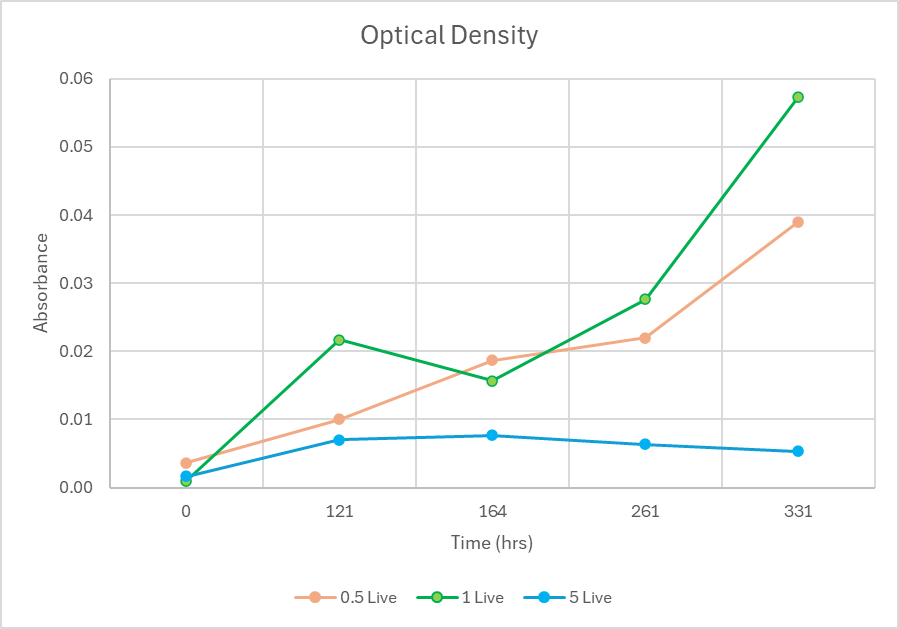 Optical Density
0.06
0.05
0.04
0.03
0.02
0.01
0.00
Absorbance
0 121 164 261 331
Time (hrs)
0.5 Live 1 Live 5 Live